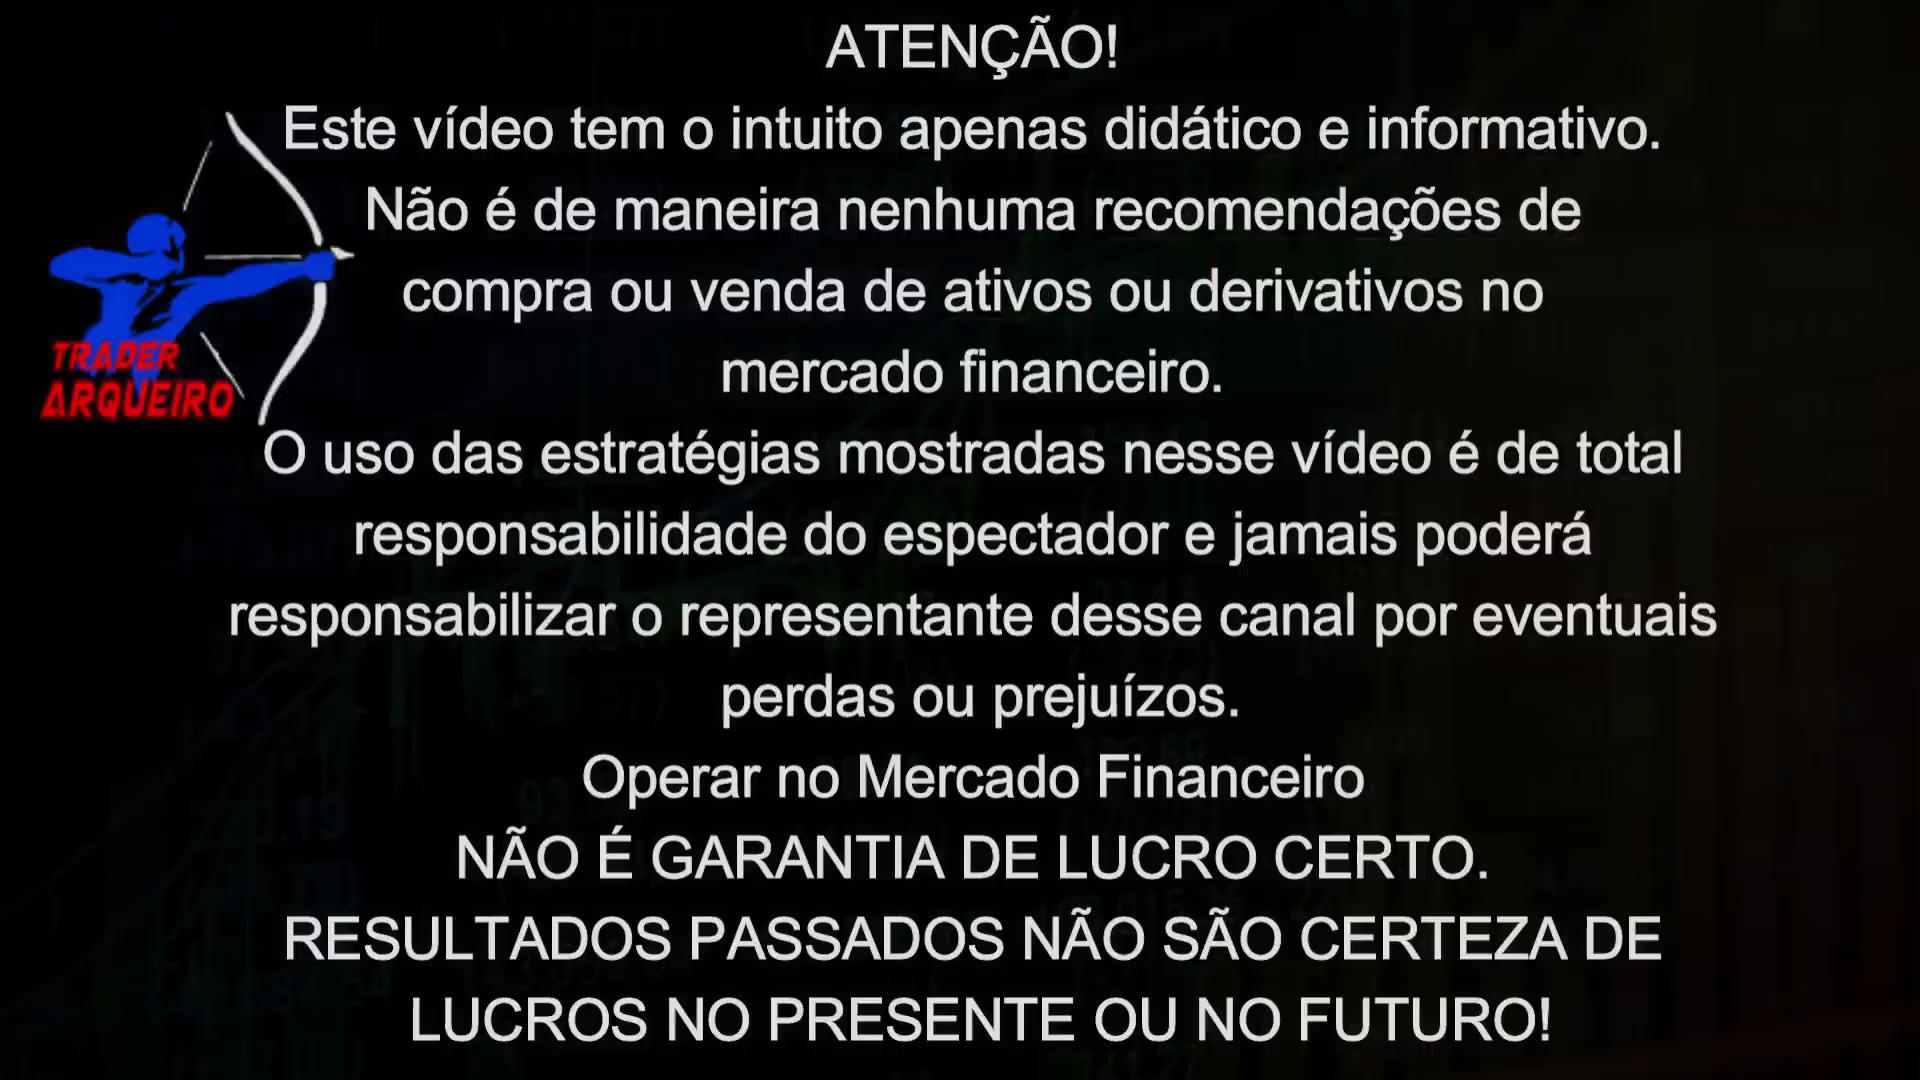 ATENÇÃO!
Este vídeo tem o intuito apenas didático e informativo.
Não é de maneira nenhuma recomendações de
compra ou venda de ativos ou derivativos no
mercado financeiro.
TRADER
ARQUEIRO
O uso das estratégias mostradas nesse vídeo é de total
responsabilidade do espectador e jamais poderá
responsabilizar o representante desse canal por eventuais
perdas ou prejuízos.
Operar no Mercado Financeiro
NÃO É GARANTIA DE LUCRO CERTO.
RESULTADOS PASSADOS NÃO SÃO CERTEZA DE
LUCROS NO PRESENTE OU NO FUTURO!